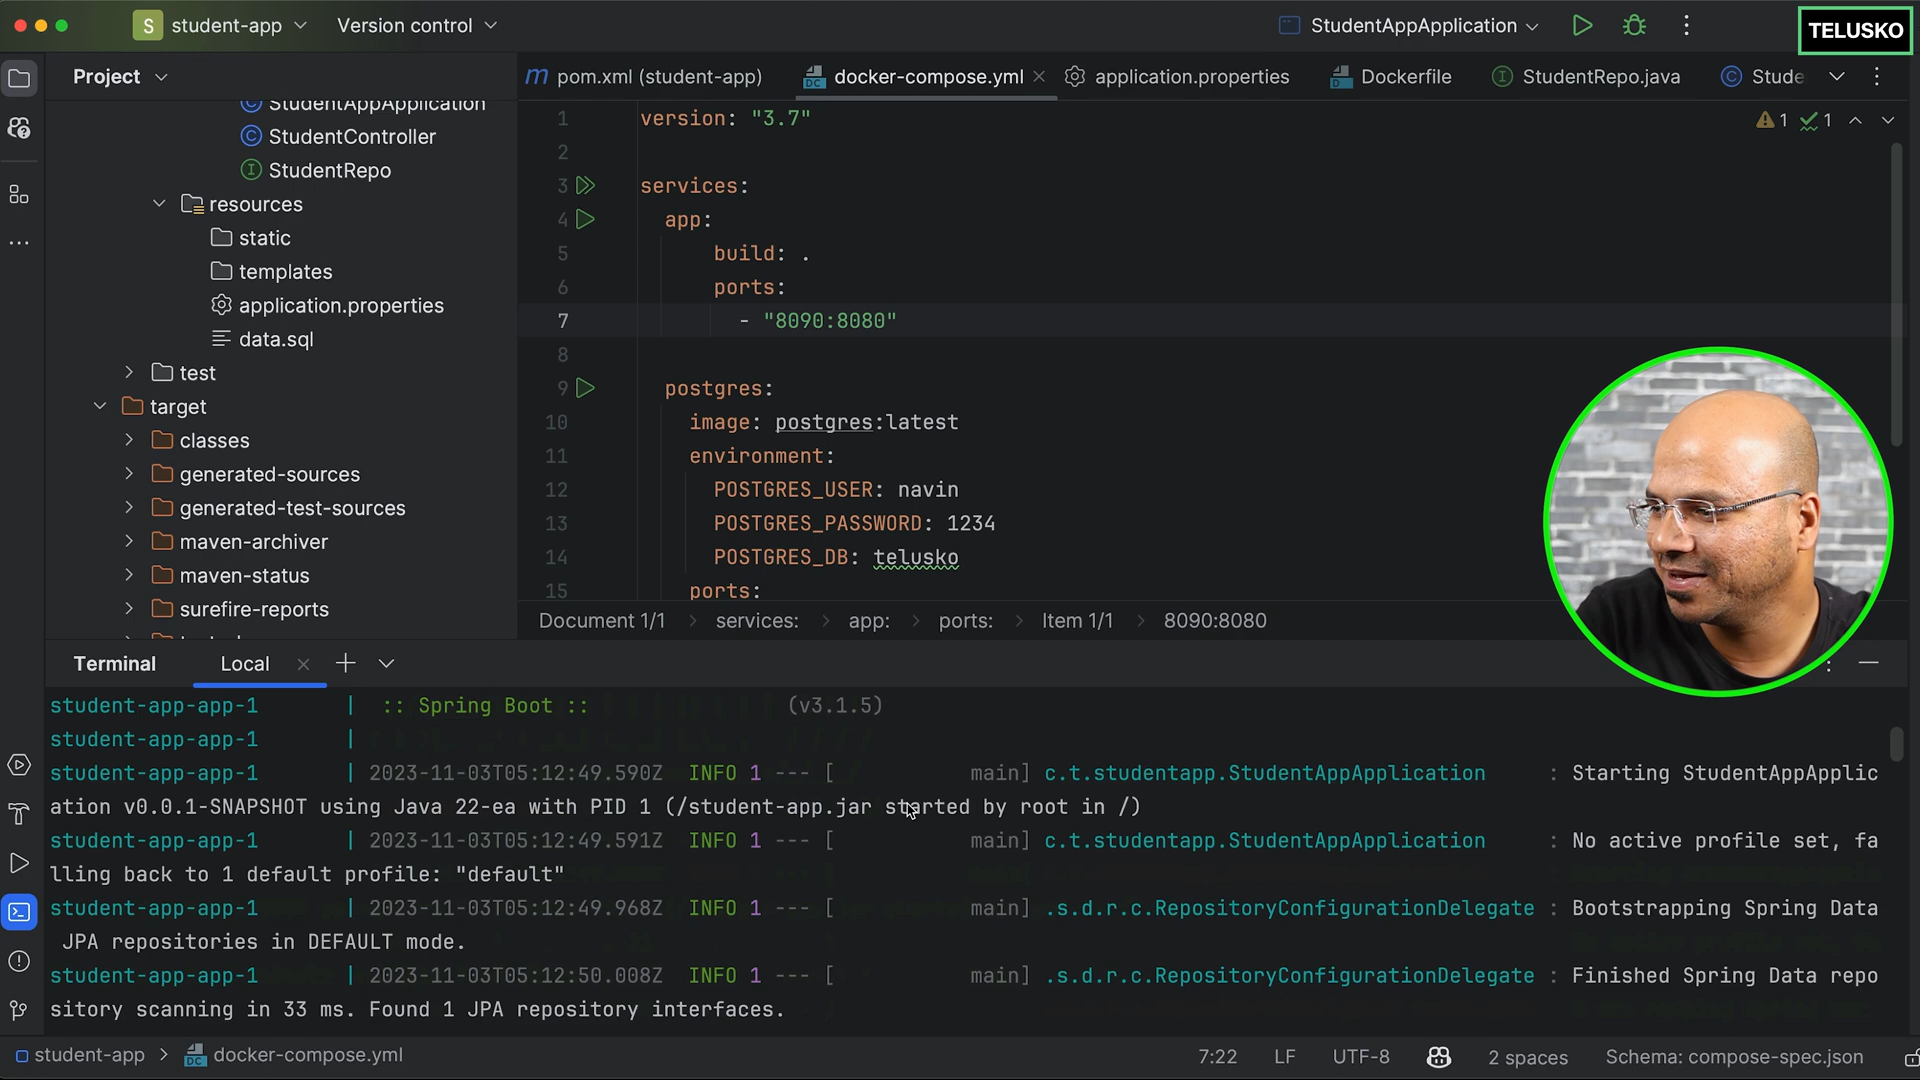 S student-app Version control StudentAppApplication TELUSKO
Project
m pom.xml (student-app) docker-compose.yml application.properties Dockerfile StudentRepo.java Stude
StudentAppApplication
StudentController
StudentRepo
resources
static
templates
application.properties
data.sql
test
target
classes
generated-sources
generated-test-sources
maven-archiver
maven-status
surefire-reports
1 version: "3.7" 1 1
2
3 services:
4 app:
5 build: .
6 ports:
7 - "8090:8080"
8
9 postgres:
10 image: postgres:latest
11 environment:
12 POSTGRES_USER: navin
13 POSTGRES_PASSWORD: 1234
14 POSTGRES_DB: telusko
15 ports:
Document 1/1 services: app: ports: Item 1/1 8090:8080
Terminal Local
student-app-app-1 | :: Spring Boot :: (v3.1.5)
student-app-app-1 |
student-app-app-1 | 2023-11-03T05:12:49.590Z INFO 1 --- [ main] c.t.studentapp.StudentAppApplication : Starting StudentAppApplic
ation v0.0.1-SNAPSHOT using Java 22-ea with PID 1 (/student-app.jar started by root in /)
student-app-app-1 | 2023-11-03T05:12:49.591Z INFO 1 --- [ main] c.t.studentapp.StudentAppApplication : No active profile set, fa
lling back to 1 default profile: "default"
student-app-app-1 | 2023-11-03T05:12:49.968Z INFO 1 --- [ main] .s.d.r.c.RepositoryConfigurationDelegate : Bootstrapping Spring Data
JPA repositories in DEFAULT mode.
student-app-app-1 | 2023-11-03T05:12:50.008Z INFO 1 --- [ main] .s.d.r.c.RepositoryConfigurationDelegate : Finished Spring Data repo
sitory scanning in 33 ms. Found 1 JPA repository interfaces.
student-app docker-compose.yml 7:22 LF UTF-8 2 spaces Schema: compose-spec.json